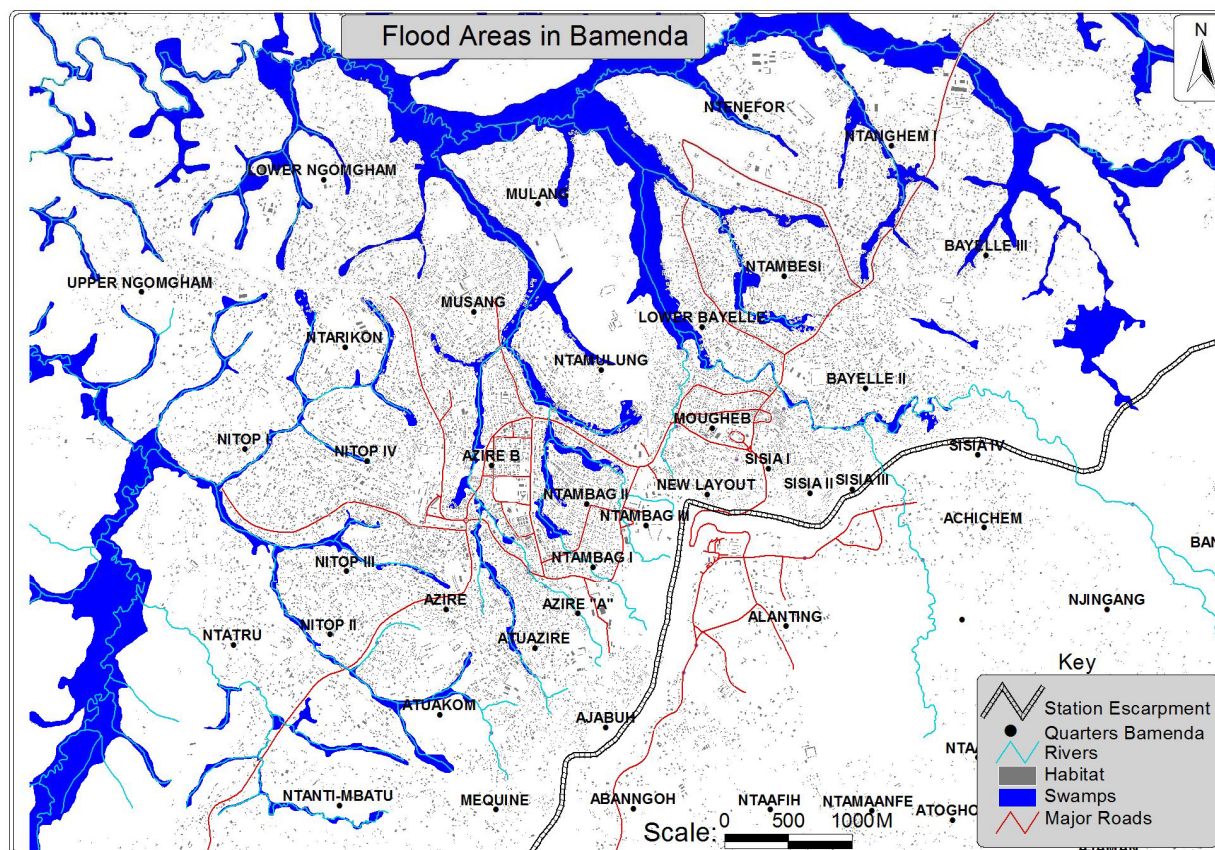 Flood Areas in Bamenda
N
NTENEFOR
NTANGHEM I
LOWER NGOMGHAM
MULANG
BAYELLE III
NTAMBESI
UPPER NGOMGHAM
MUSANG
LOWER BAYELLE
NTARIKON
NTAMULUNG
BAYELLE II
MOUGHEB
NITOP I
NITOP IV
AZIRE B
SISIA I
SISIA IV
NEW LAYOUT
SISIA II
SISIA III
NTAMBAG II
NTAMBAG III
ACHICHEM
BAN
NITOP III
NTAMBAG I
AZIRE
AZIRE "A"
NJINGANG
NITOP II
NTATRU
ATUAZIRE
ALANTING
ATUAKOM
AJABUH
NTANTI-MBATU
MEQUINE
ABANNGOH
NTAAFIH
NTAMAANFE
ATOGHO
NTAA
Key
Station Escarpment
Quarters Bamenda
Rivers
Habitat
Swamps
Major Roads
Scale:
0 500 1000M